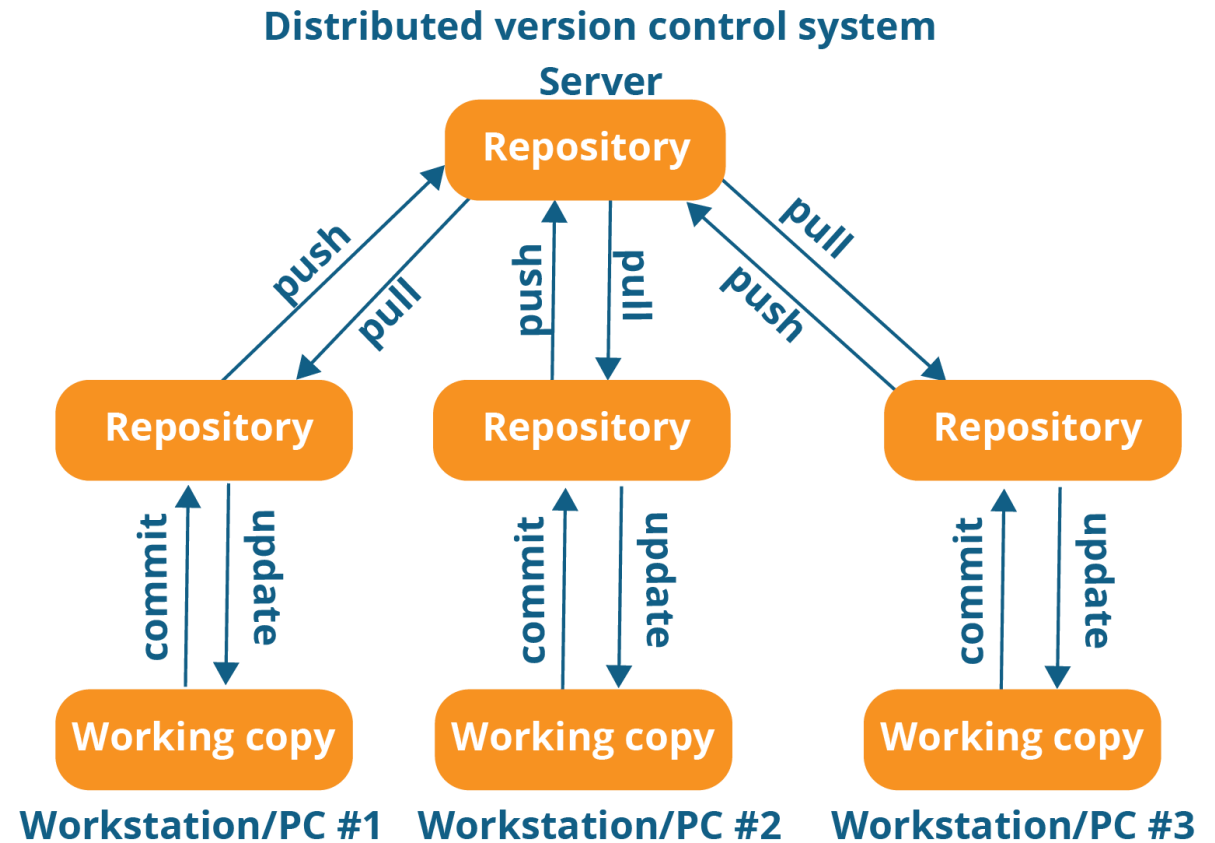 Distributed version control system
Server
Repository
push
pull
push
pull
push
pull
Repository
Repository
Repository
commit
update
commit
update
commit
update
Working copy
Working copy
Working copy
Workstation/PC #1
Workstation/PC #2
Workstation/PC #3